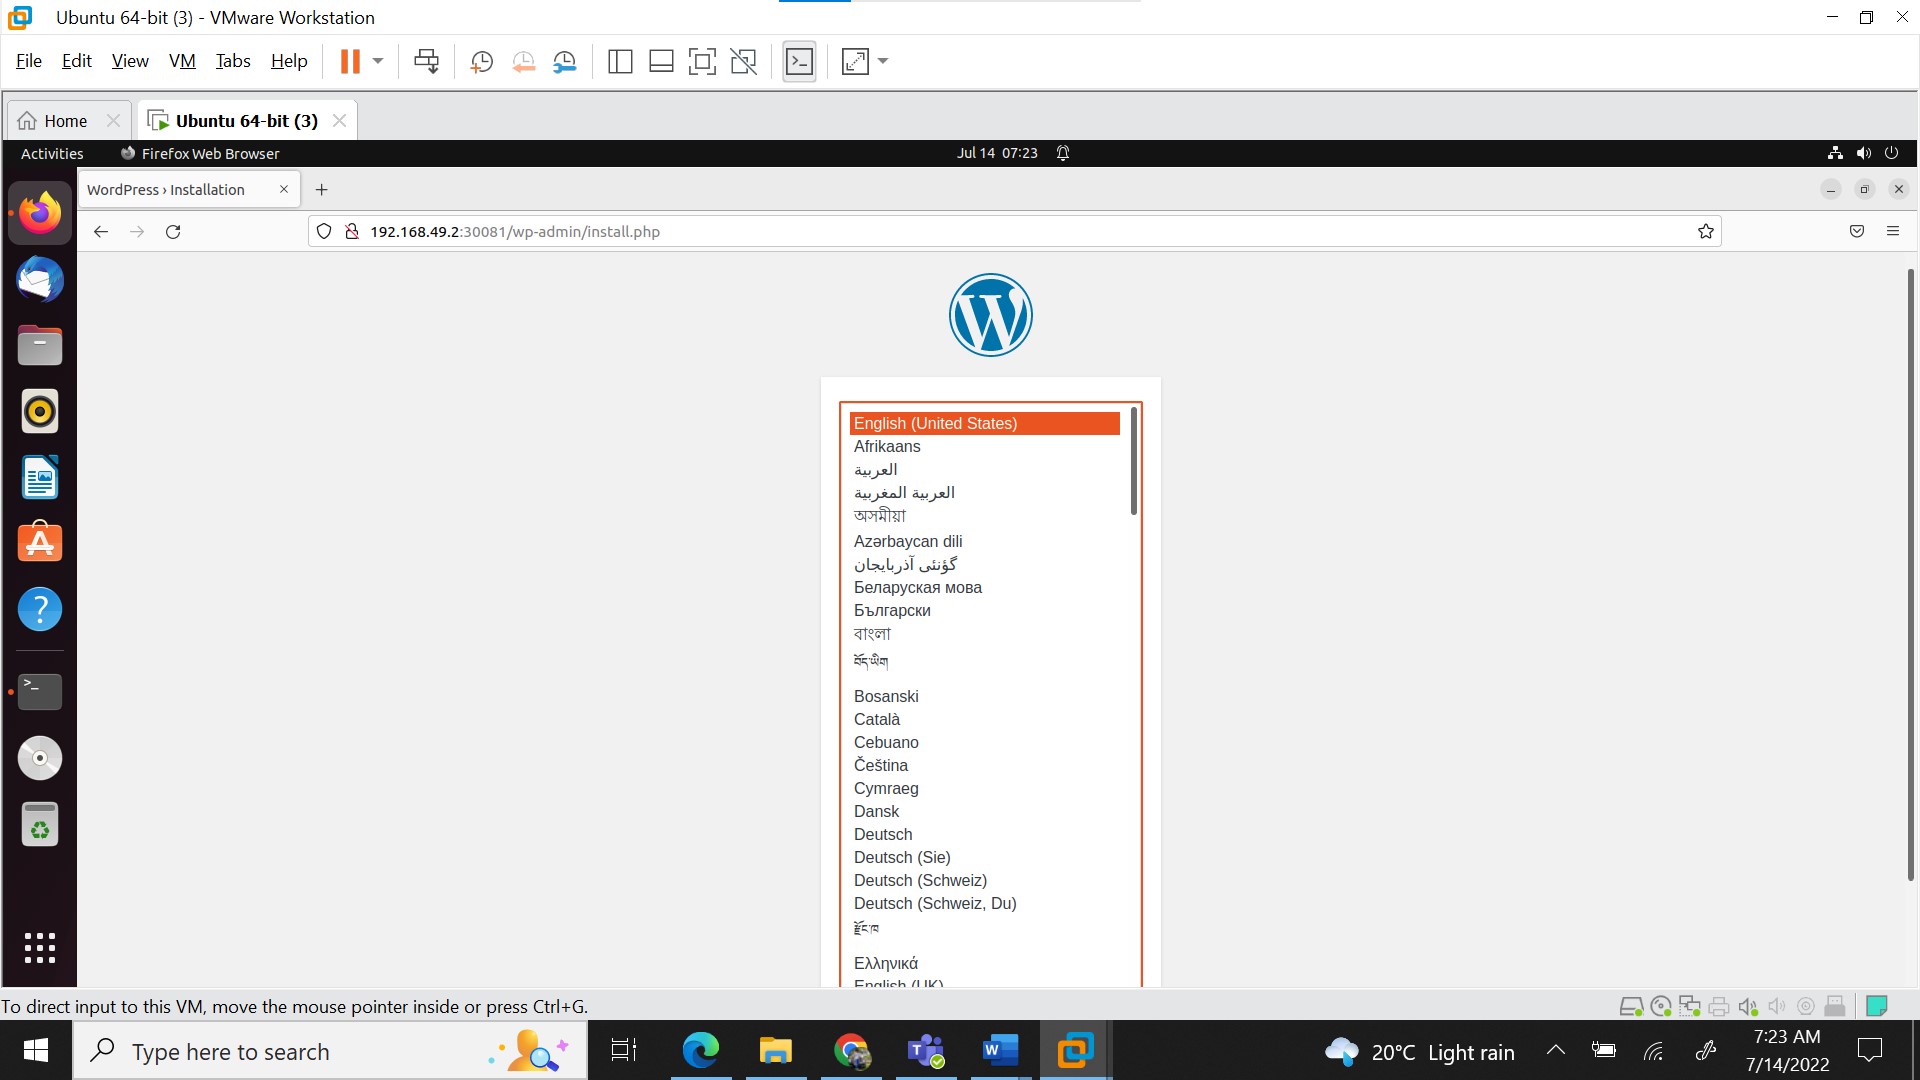 Ubuntu 64-bit (3) - VMware Workstation
File Edit View VM Tabs Help
Home
Ubuntu 64-bit (3)
Activities
Firefox Web Browser
Jul 14 07:23
WordPress › Installation
192.168.49.2:30081/wp-admin/install.php
English (United States)
Afrikaans
العربية
العربية المغربية
অসমীয়া
Azərbaycan dili
گؤنئی آذربایجان
Беларуская мова
Български
বাংলা
བོད་ཡིག
Bosanski
Català
Cebuano
Čeština
Cymraeg
Dansk
Deutsch
Deutsch (Sie)
Deutsch (Schweiz)
Deutsch (Schweiz, Du)
རྫོང་ཁ
Ελληνικά
English (UK)
To direct input to this VM, move the mouse pointer inside or press Ctrl+G.
Type here to search
20°C Light rain
7:23 AM
7/14/2022